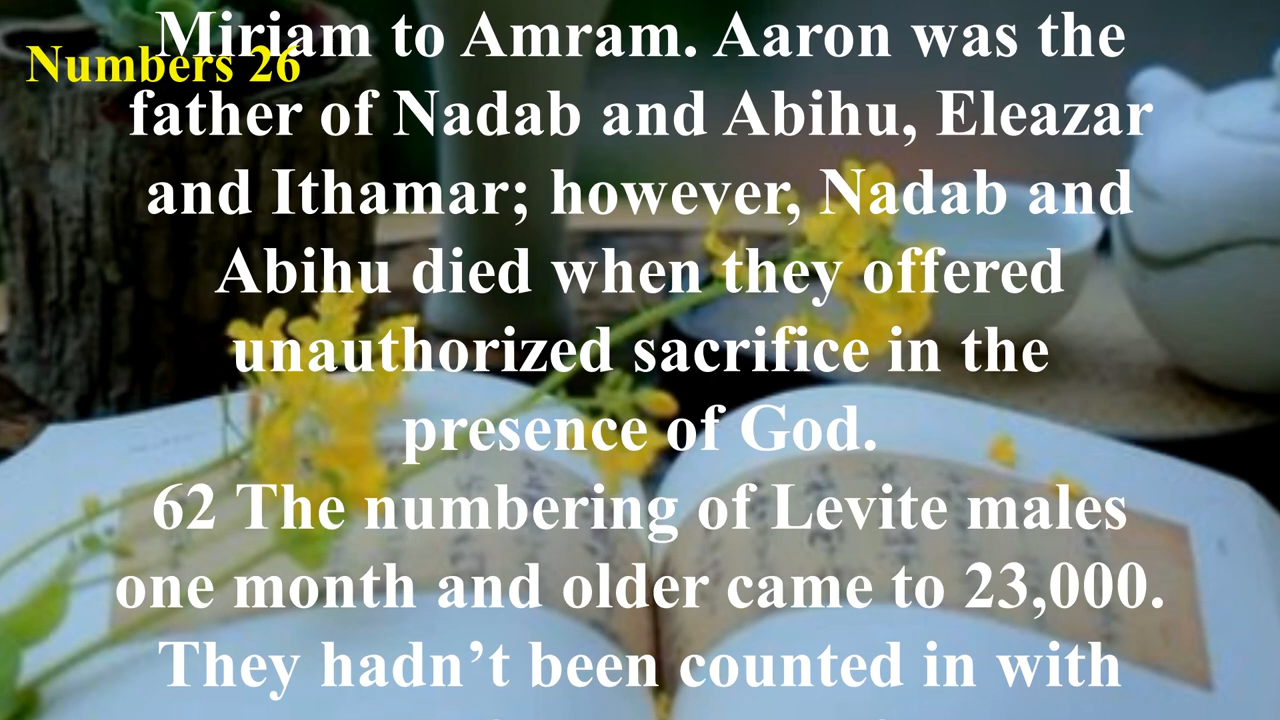 Miriam to Amram. Aaron was the
Numbers 26
father of Nadab and Abihu, Eleazar
and Ithamar; however, Nadab and
Abihu died when they offered
unauthorized sacrifice in the
presence of God.
62 The numbering of Levite males
one month and older came to 23,000.
They hadn’t been counted in with